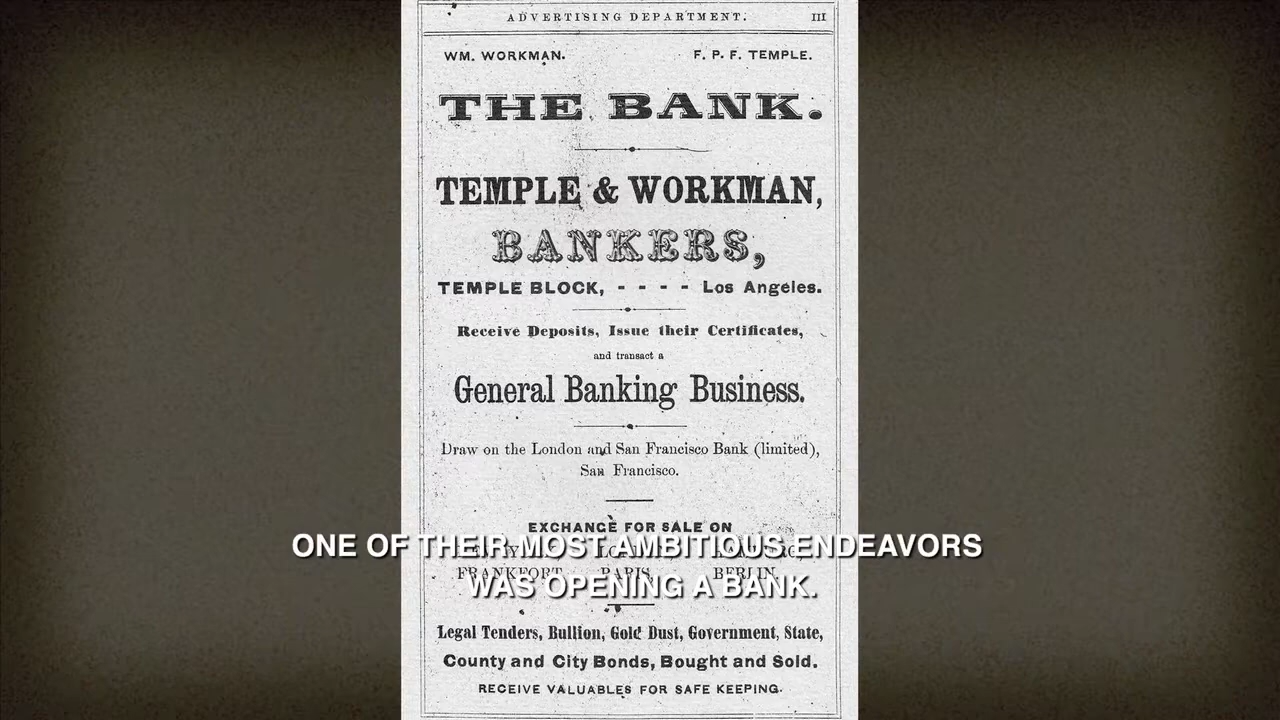 ADVERTISING DEPARTMENT. III
WM. WORKMAN. F. P. F. TEMPLE.
THE BANK.
TEMPLE & WORKMAN,
BANKERS,
TEMPLE BLOCK, - - - - Los Angeles.
Receive Deposits, Issue their Certificates,
and transact a
General Banking Business.
Draw on the London and San Francisco Bank (limited),
San Francisco.
EXCHANGE FOR SALE ON
ONE OF THEIR MOST AMBITIOUS ENDEAVORS
FRANKFORT, PARIS, BERLIN.
WAS OPENING A BANK.
Legal Tenders, Bullion, Gold Dust, Government, State,
County and City Bonds, Bought and Sold.
RECEIVE VALUABLES FOR SAFE KEEPING.